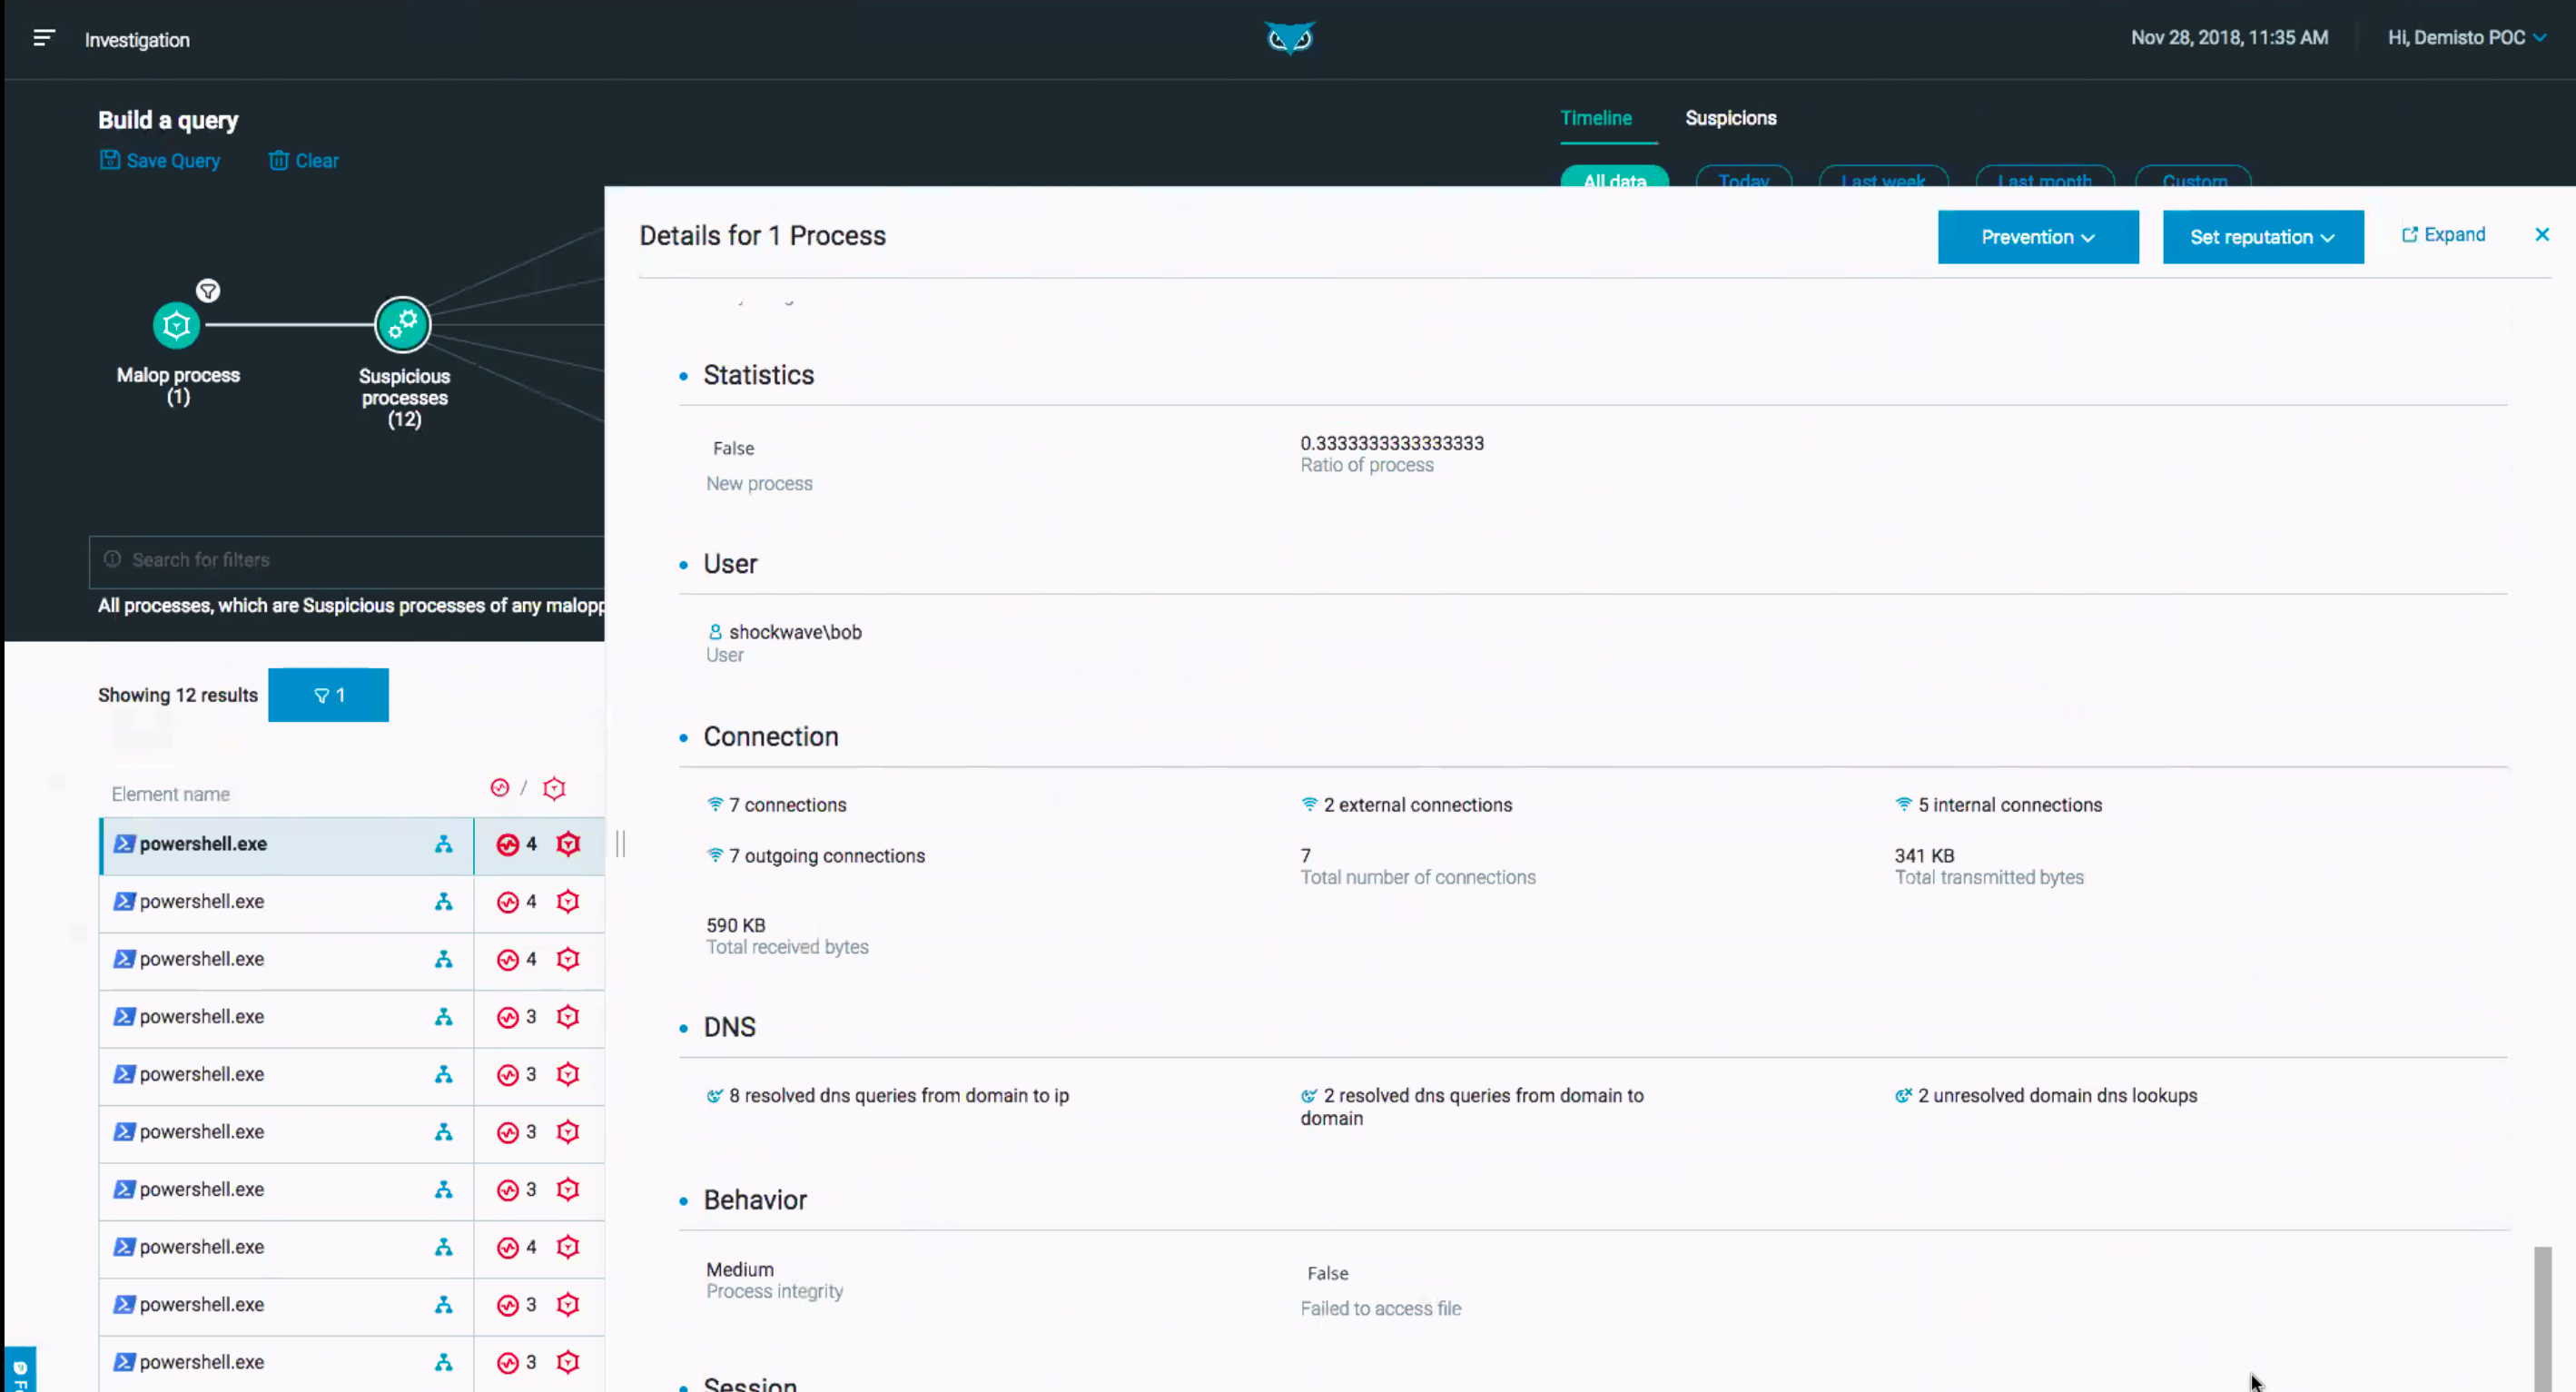 Investigation
Nov 28, 2018, 11:35 AM
Hi, Demisto POC
Build a query
Save Query
Clear
Timeline
Suspicions
All data
Today
Last week
Last month
Custom
Malop process
(1)
Suspicious
processes
(12)
Search for filters
All processes, which are Suspicious processes of any malopp
Showing 12 results
1
Element name
/
powershell.exe 4
powershell.exe 4
powershell.exe 4
powershell.exe 3
powershell.exe 3
powershell.exe 3
powershell.exe 3
powershell.exe 4
powershell.exe 3
powershell.exe 3
Details for 1 Process
Prevention
Set reputation
Expand
Statistics
False
New process
0.3333333333333333
Ratio of process
User
shockwave\bob
User
Connection
7 connections
2 external connections
5 internal connections
7 outgoing connections
7
Total number of connections
341 KB
Total transmitted bytes
590 KB
Total received bytes
DNS
8 resolved dns queries from domain to ip
2 resolved dns queries from domain to
domain
2 unresolved domain dns lookups
Behavior
Medium
Process integrity
False
Failed to access file
Session